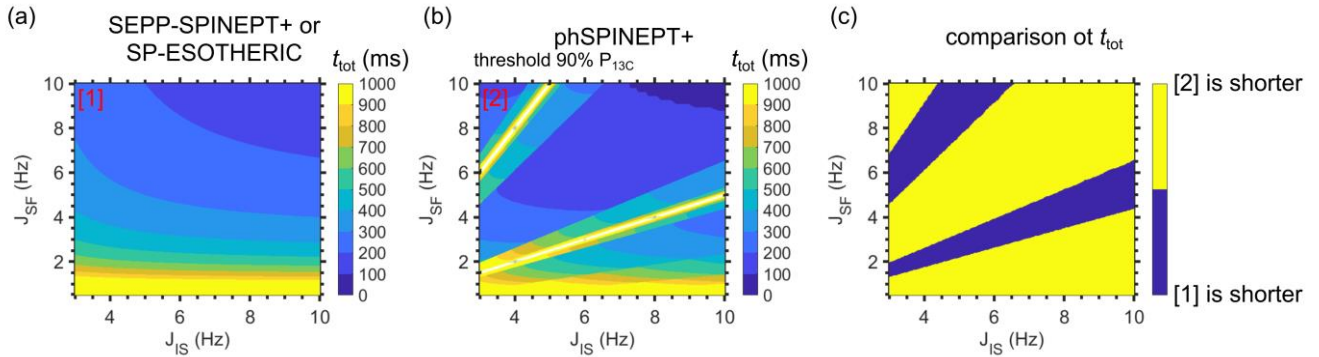 (a)
SEPP-SPINEPT+ or
SP-ESOTHERIC
t_tot (ms)
[1]
10
8
6
4
2
J_SF (Hz)
4 6 8 10
J_IS (Hz)
1000
900
800
700
600
500
400
300
200
100
0
(b)
phSPINEPT+
threshold 90% P_13C
t_tot (ms)
[2]
10
8
6
4
2
J_SF (Hz)
4 6 8 10
J_IS (Hz)
1000
900
800
700
600
500
400
300
200
100
0
(c)
comparison ot t_tot
10
8
6
4
2
J_SF (Hz)
4 6 8 10
J_IS (Hz)
[2] is shorter
[1] is shorter